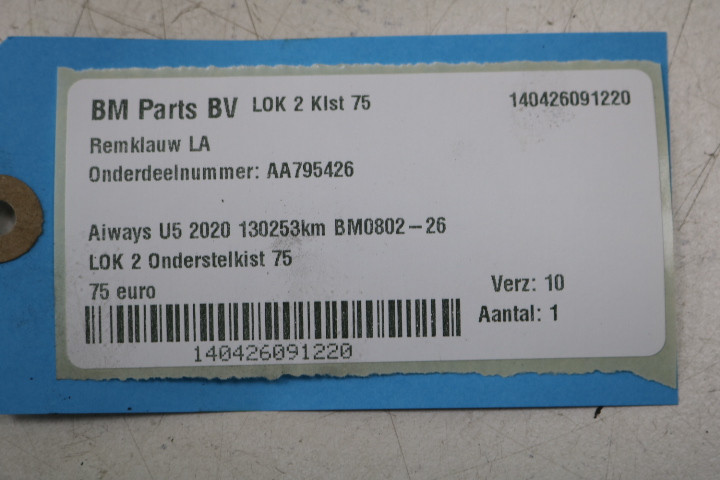 BM Parts BV LOK 2 Klst 75 140426091220
Remklauw LA
Onderdeelnummer: AA795426
Aiways U5 2020 130253km BM0802-26
LOK 2 Onderstelkist 75
75 euro Verz: 10
Aantal: 1
140426091220